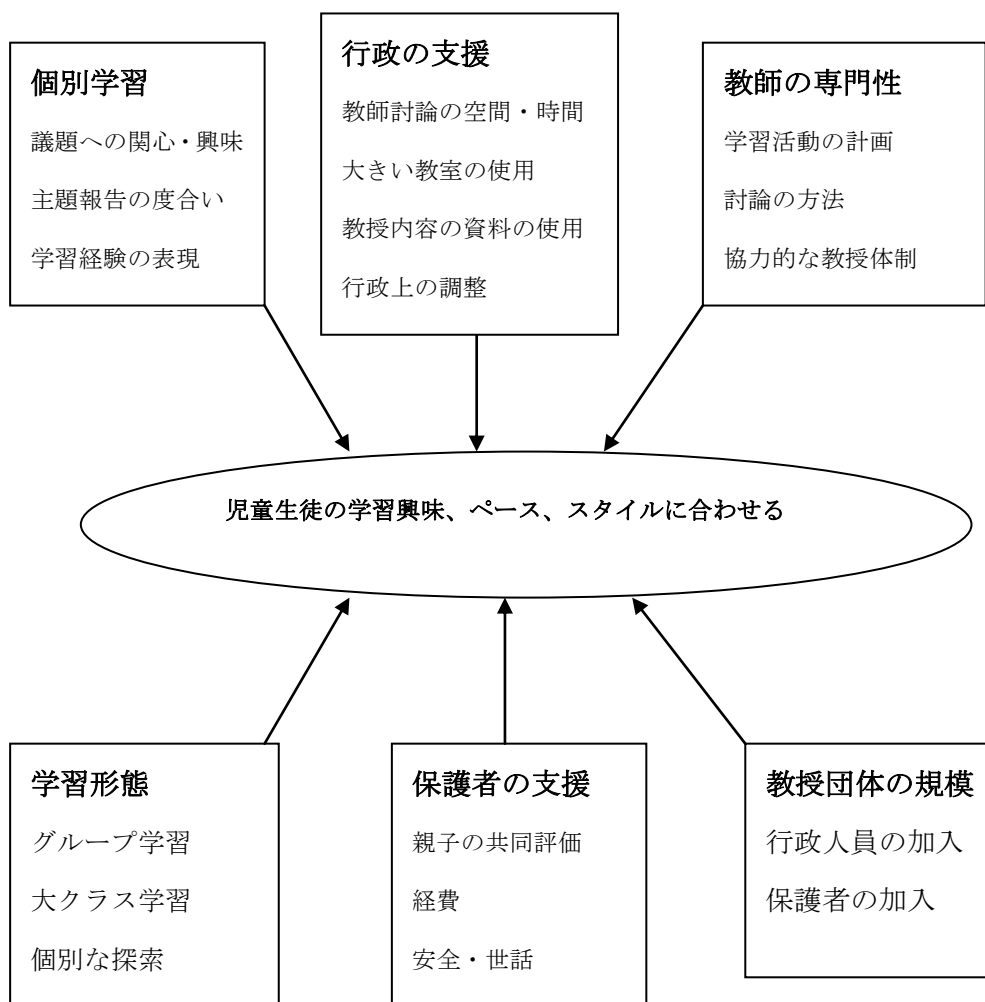 個別学習
議題への関心・興味
主題報告の度合い
学習経験の表現
行政の支援
教師討論の空間・時間
大きい教室の使用
教授内容の資料の使用
行政上の調整
教師の専門性
学習活動の計画
討論の方法
協力的な教授体制
児童生徒の学習興味、ペース、スタイルに合わせる
学習形態
グループ学習
大クラス学習
個別な探索
保護者の支援
親子の共同評価
経費
安全・世話
教授団体の規模
行政人員の加入
保護者の加入